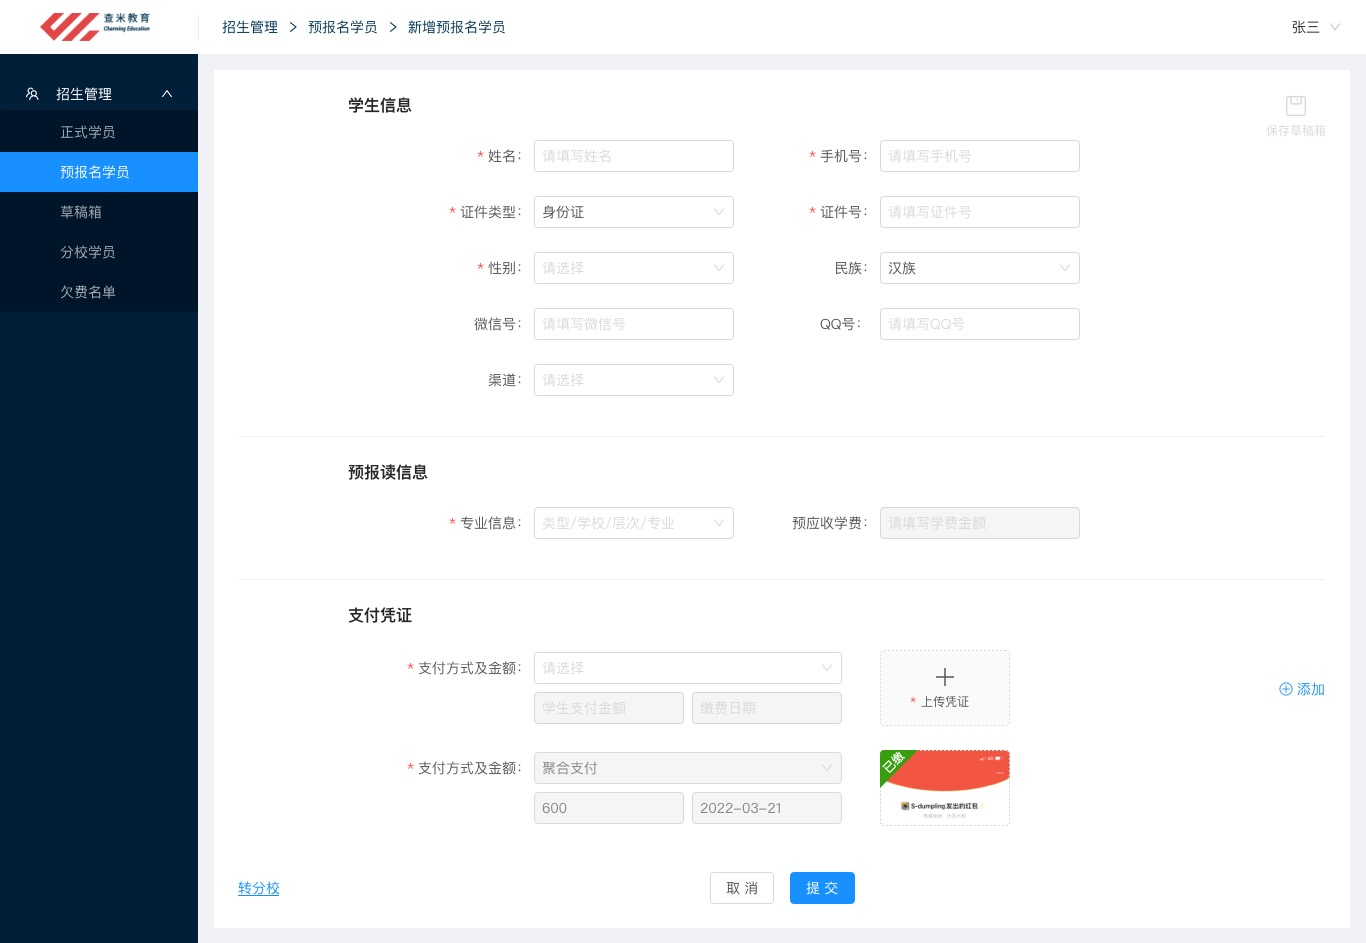 查米教育
Charming Education
招生管理 > 预报名学员 > 新增预报名学员
张三
招生管理
正式学员
预报名学员
草稿箱
分校学员
欠费名单
学生信息
保存草稿箱
* 姓名： 请填写姓名
* 手机号： 请填写手机号
* 证件类型： 身份证
* 证件号： 请填写证件号
* 性别： 请选择
民族： 汉族
微信号： 请填写微信号
QQ号： 请填写QQ号
渠道： 请选择
预报读信息
* 专业信息： 类型/学校/层次/专业
预应收学费： 请填写学费金额
支付凭证
* 支付方式及金额： 请选择
学生支付金额 缴费日期
* 上传凭证
添加
* 支付方式及金额： 聚合支付
600 2022-03-21
已缴
S-dumpling发出的红包
转分校
取 消
提 交